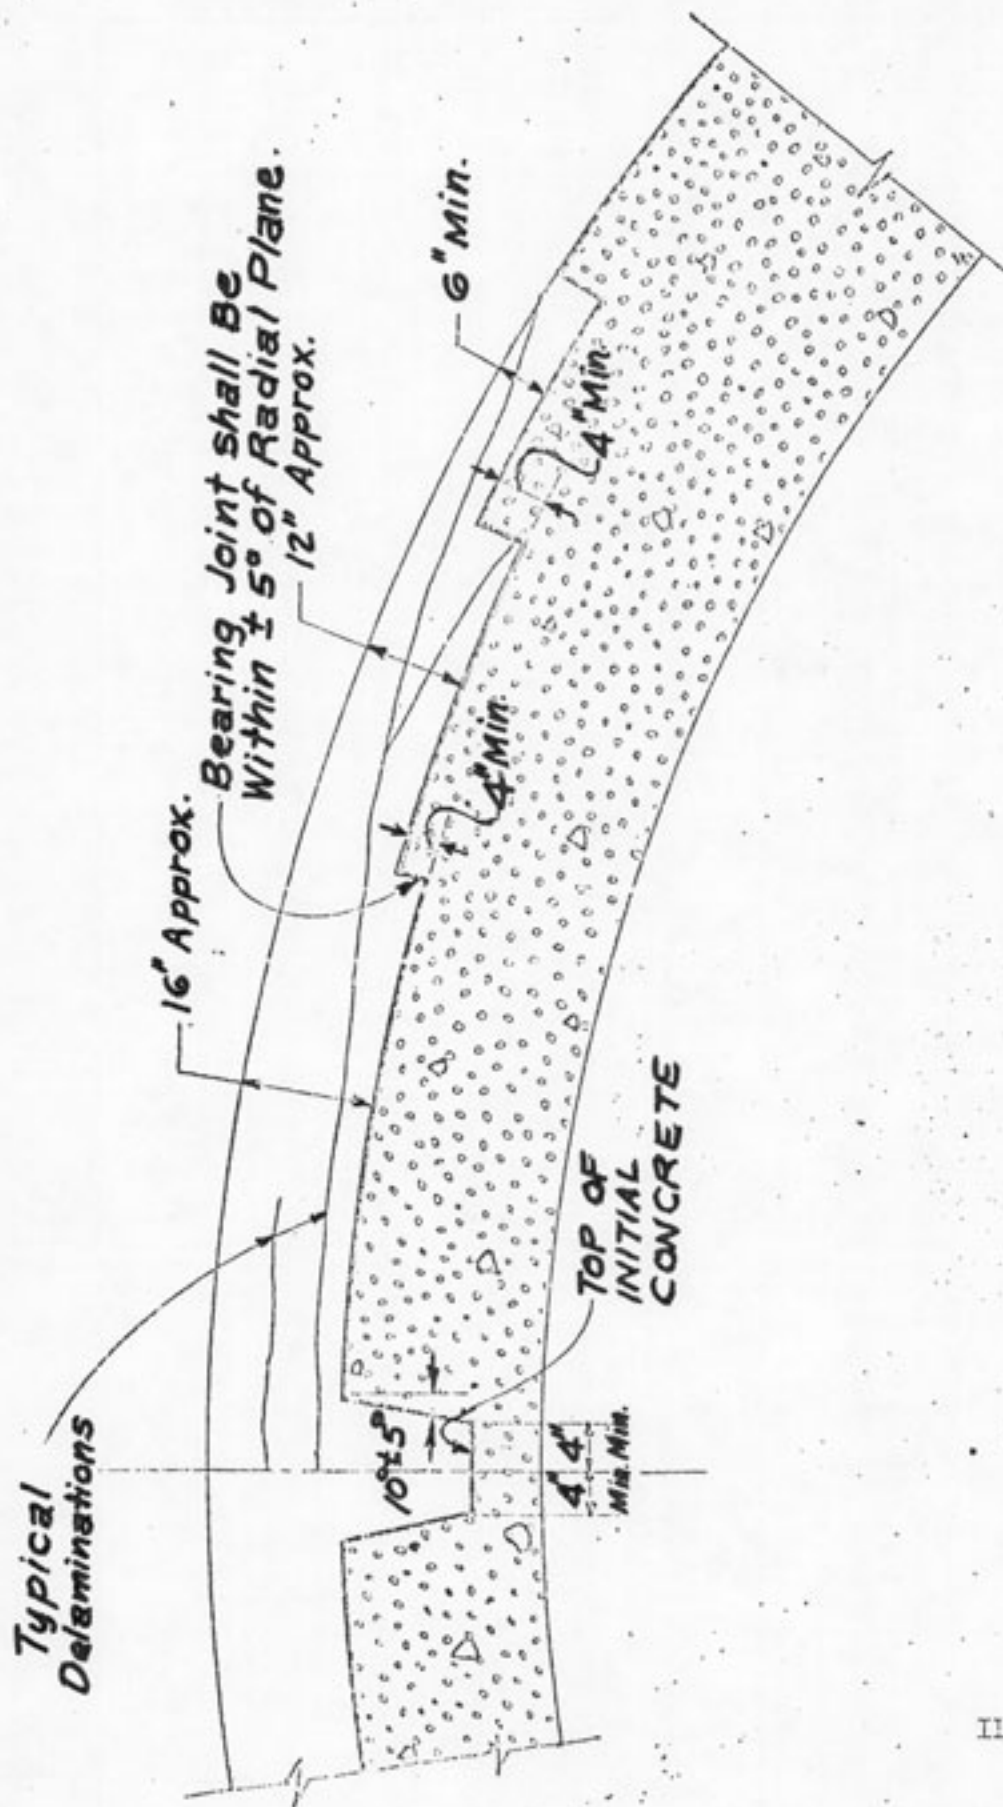 Typical
Delaminations
16" Approx.
Bearing Joint Shall Be
Within ± 5° of Radial Plane.
12" Approx.
6" Min.
4" Min.
4" Min.
10°±5°
TOP OF
INITIAL
CONCRETE
4" 4"
Min. Min.
II